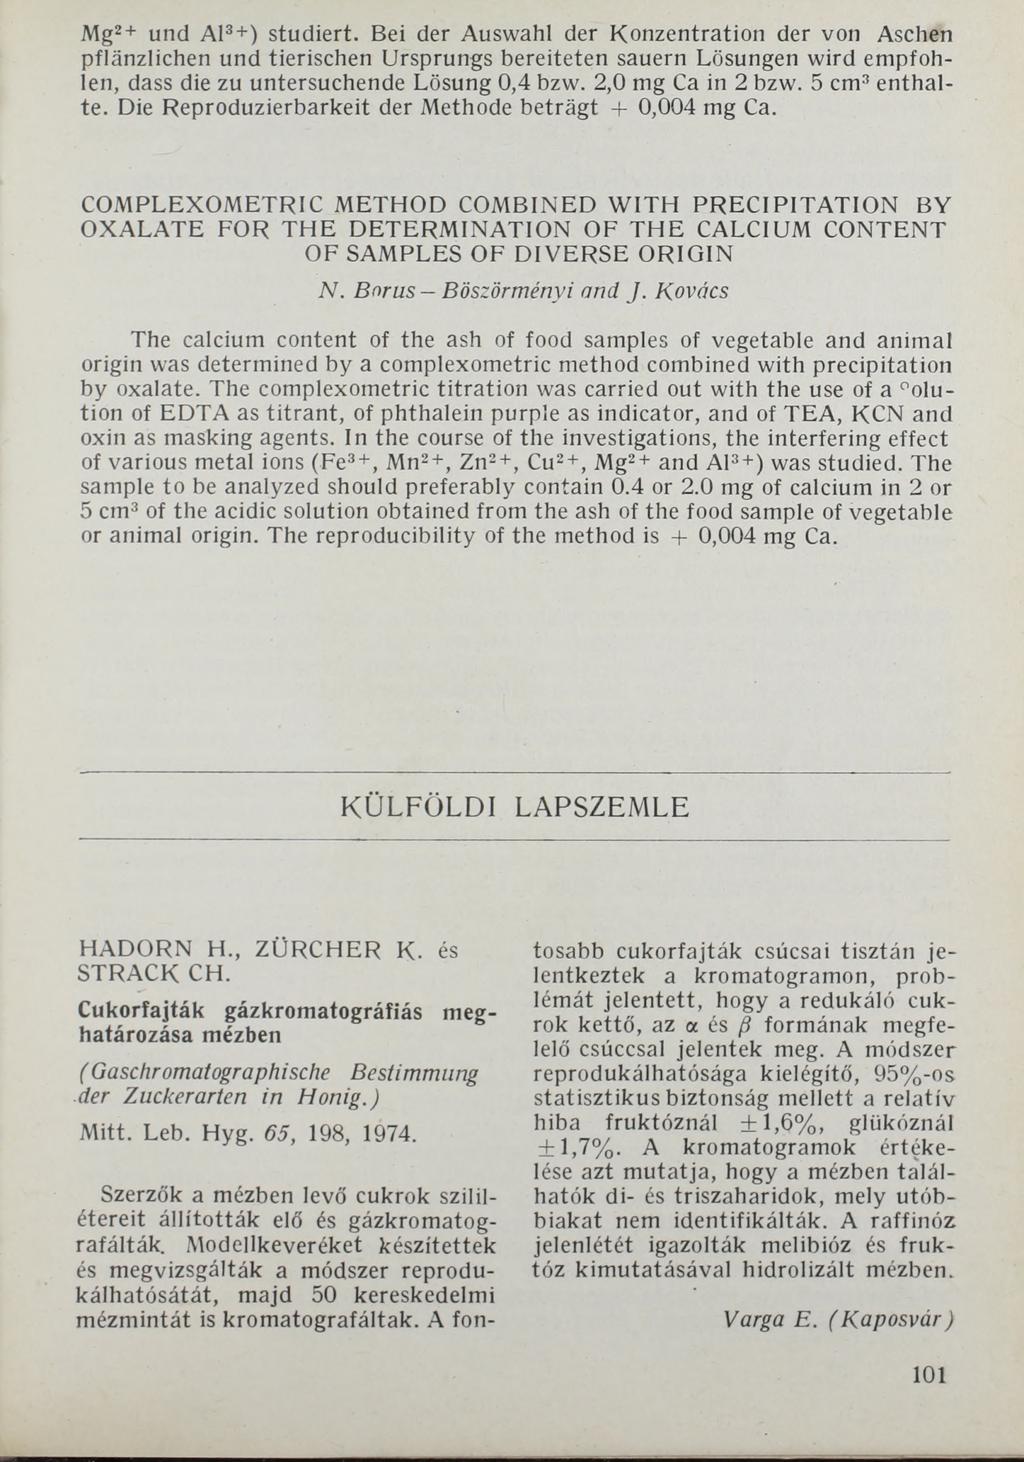 Mg²⁺ und Al³⁺) studiert. Bei der Auswahl der Konzentration der von Aschen
pflänzlichen und tierischen Ursprungs bereiteten sauern Lösungen wird empfoh-
len, dass die zu untersuchende Lösung 0,4 bzw. 2,0 mg Ca in 2 bzw. 5 cm³ enthal-
te. Die Reproduzierbarkeit der Methode beträgt + 0,004 mg Ca.
COMPLEXOMETRIC METHOD COMBINED WITH PRECIPITATION BY
OXALATE FOR THE DETERMINATION OF THE CALCIUM CONTENT
OF SAMPLES OF DIVERSE ORIGIN
N. Borus – Böszörményi and J. Kovács
The calcium content of the ash of food samples of vegetable and animal
origin was determined by a complexometric method combined with precipitation
by oxalate. The complexometric titration was carried out with the use of a °olu-
tion of EDTA as titrant, of phthalein purple as indicator, and of TEA, KCN and
oxin as masking agents. In the course of the investigations, the interfering effect
of various metal ions (Fe³⁺, Mn²⁺, Zn²⁺, Cu²⁺, Mg²⁺ and Al³⁺) was studied. The
sample to be analyzed should preferably contain 0.4 or 2.0 mg of calcium in 2 or
5 cm³ of the acidic solution obtained from the ash of the food sample of vegetable
or animal origin. The reproducibility of the method is + 0,004 mg Ca.
KÜLFÖLDI LAPSZEMLE
HADORN H., ZÜRCHER K. és
STRACK CH.
Cukorfajták gázkromatográfiás meg-
határozása mézben
(Gaschromatographische Bestimmung
der Zuckerarten in Honig.)
Mitt. Leb. Hyg. 65, 198, 1974.
Szerzők a mézben levő cukrok szilil-
étereit állították elő és gázkromatog-
rafálták. Modellkeveréket készítettek
és megvizsgálták a módszer reprodu-
kálhatósátát, majd 50 kereskedelmi
mézmintát is kromatografáltak. A fon-
tosabb cukorfajták csúcsai tisztán je-
lentkeztek a kromatogramon, prob-
lémát jelentett, hogy a redukáló cuk-
rok kettő, az α és β formának megfe-
lelő csúccsal jelentek meg. A módszer
reprodukálhatósága kielégítő, 95%-os
statisztikus biztonság mellett a relatív
hiba fruktóznál ±1,6%, glükóznál
±1,7%. A kromatogramok értéke-
lése azt mutatja, hogy a mézben talál-
hatók di- és triszaharidok, mely utób-
biakat nem identifikálták. A raffinóz
jelenlétét igazolták melibióz és fruk-
tóz kimutatásával hidrolizált mézben.
Varga E. (Kaposvár)
101